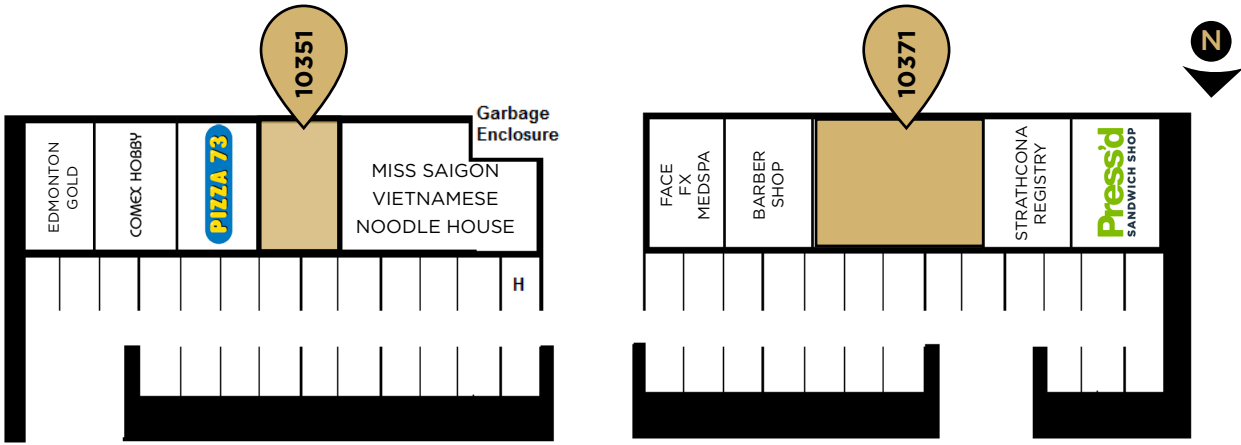 10351
10371
N
Garbage
Enclosure
EDMONTON
GOLD
COMEX HOBBY
PIZZA 73
MISS SAIGON
VIETNAMESE
NOODLE HOUSE
FACE
FX
MEDSPA
BARBER
SHOP
STRATHCONA
REGISTRY
Press'd
SANDWICH SHOP
H